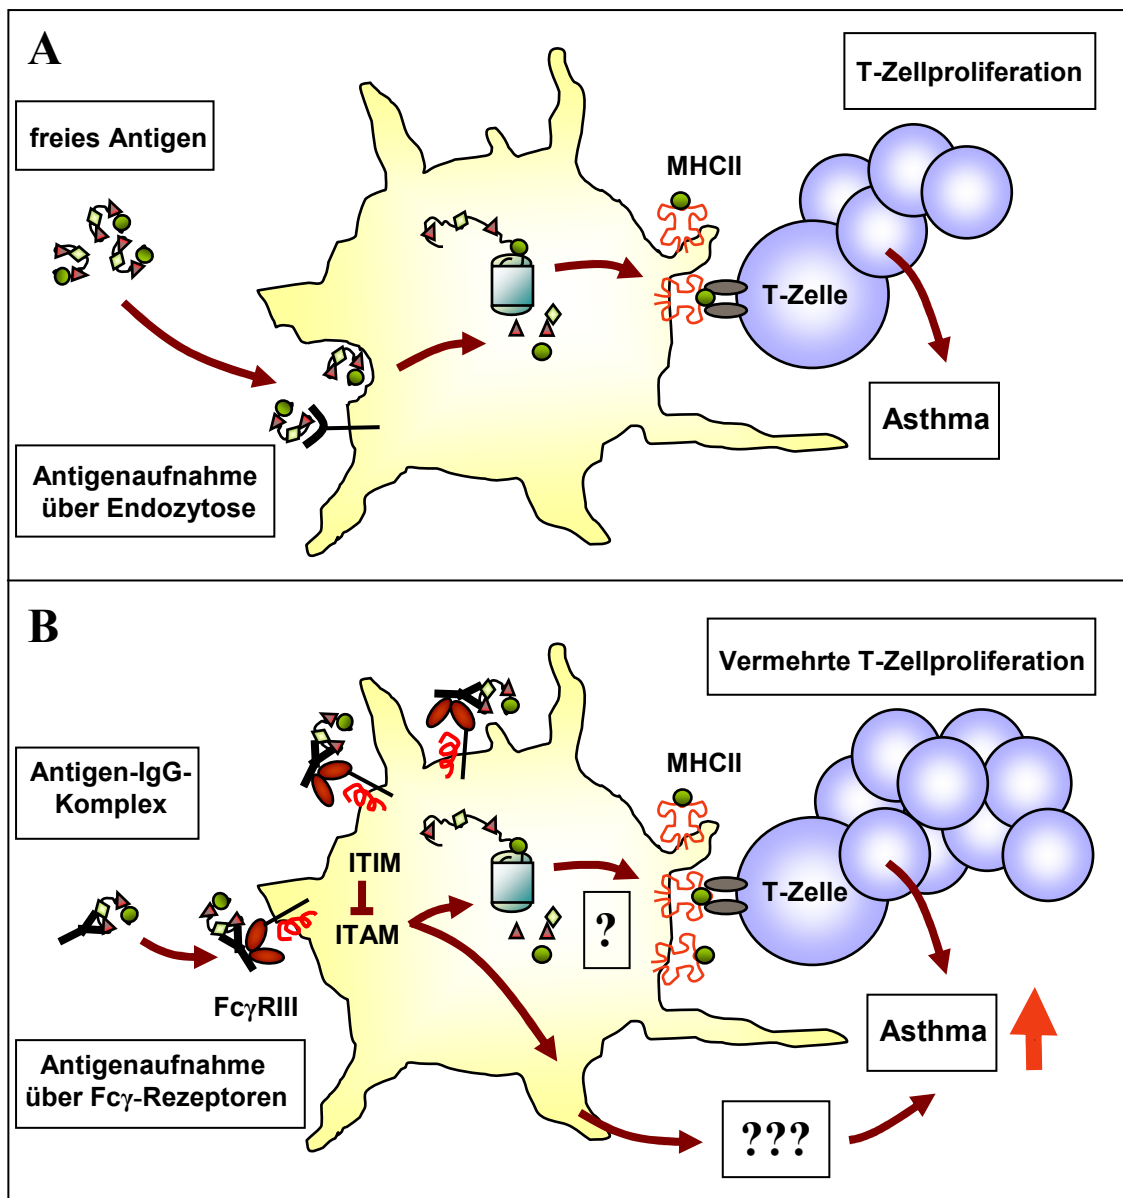 A
T-Zellproliferation
freies Antigen
MHCII
T-Zelle
Asthma
Antigenaufnahme
über Endozytose
B
Vermehrte T-Zellproliferation
Antigen-IgG-
Komplex
MHCII
ITIM
T-Zelle
ITAM
?
FcγRIII
Asthma
Antigenaufnahme
über Fcγ-Rezeptoren
???